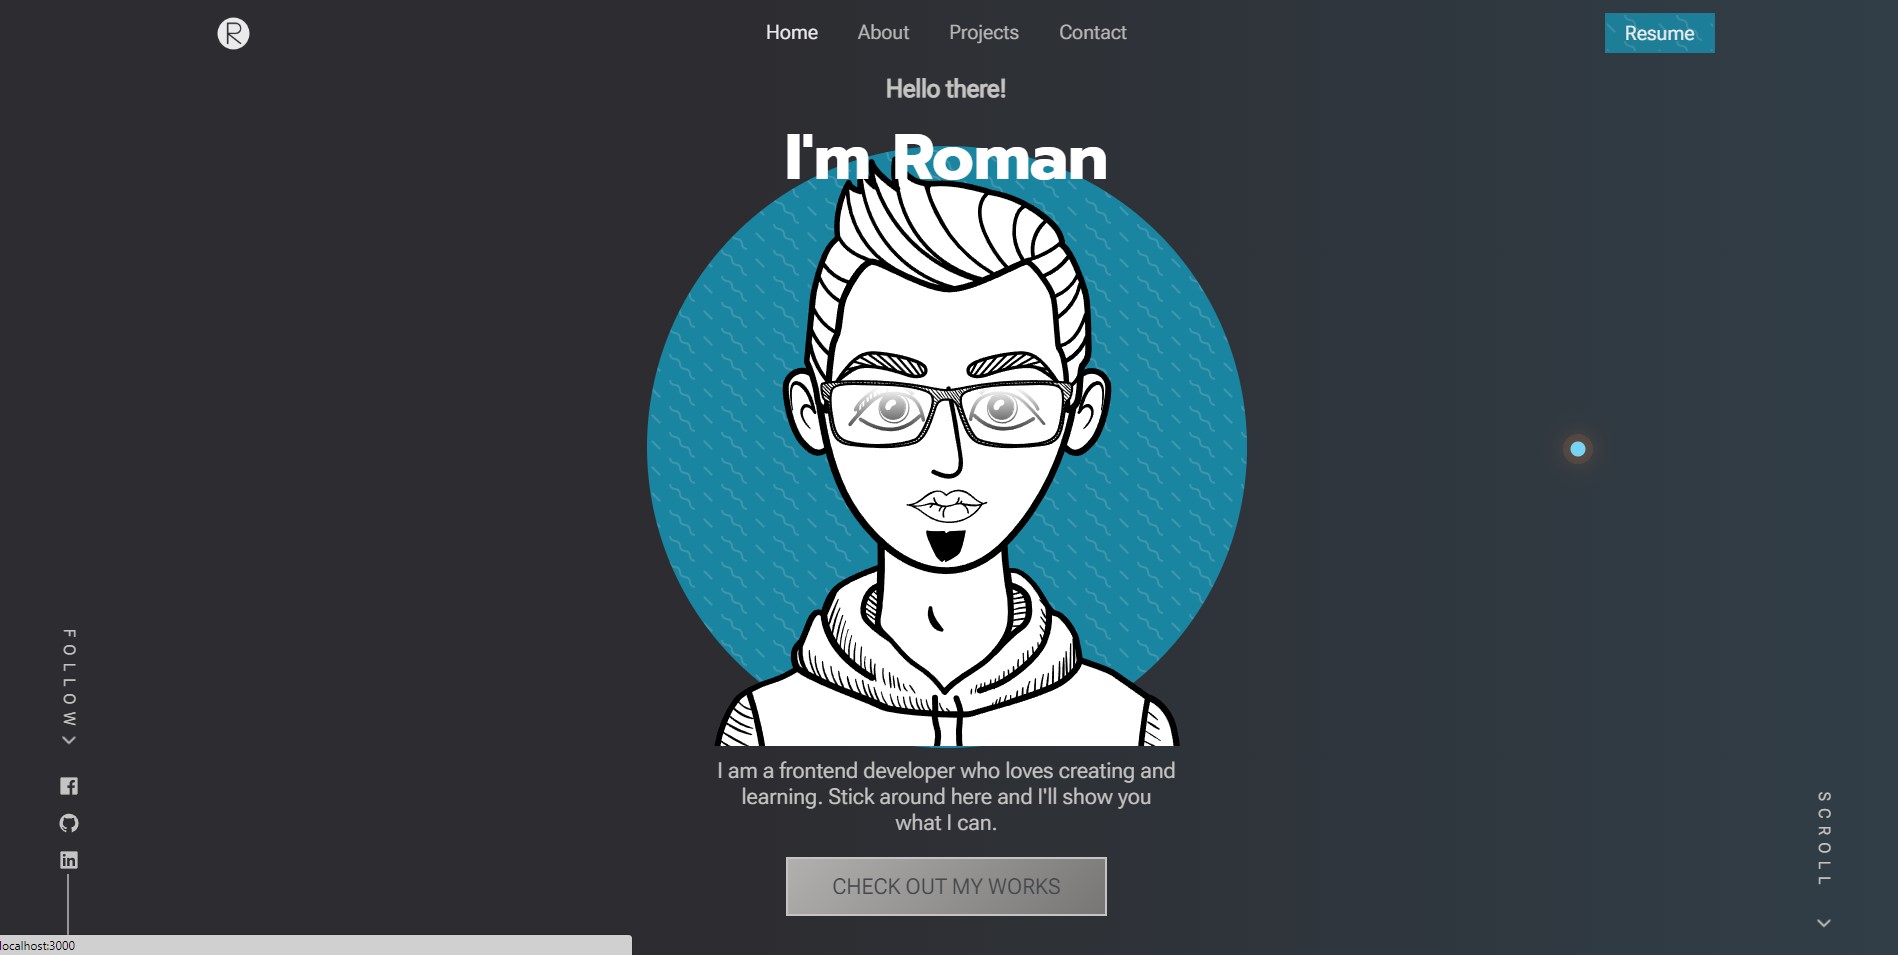 R
Home About Projects Contact
Resume
Hello there!
I'm Roman
FOLLOW
I am a frontend developer who loves creating and
learning. Stick around here and I'll show you
what I can.
CHECK OUT MY WORKS
SCROLL
in
localhost:3000